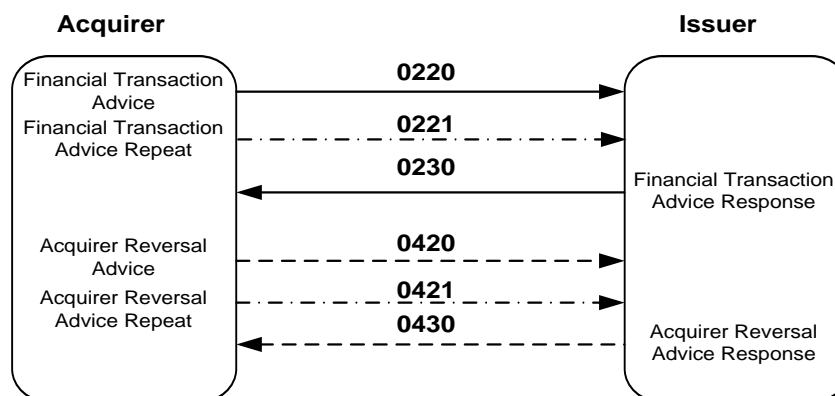 Acquirer
Issuer
Financial Transaction
Advice
0220
Financial Transaction
Advice Repeat
0221
0230
Financial Transaction
Advice Response
Acquirer Reversal
Advice
0420
Acquirer Reversal
Advice Repeat
0421
0430
Acquirer Reversal
Advice Response